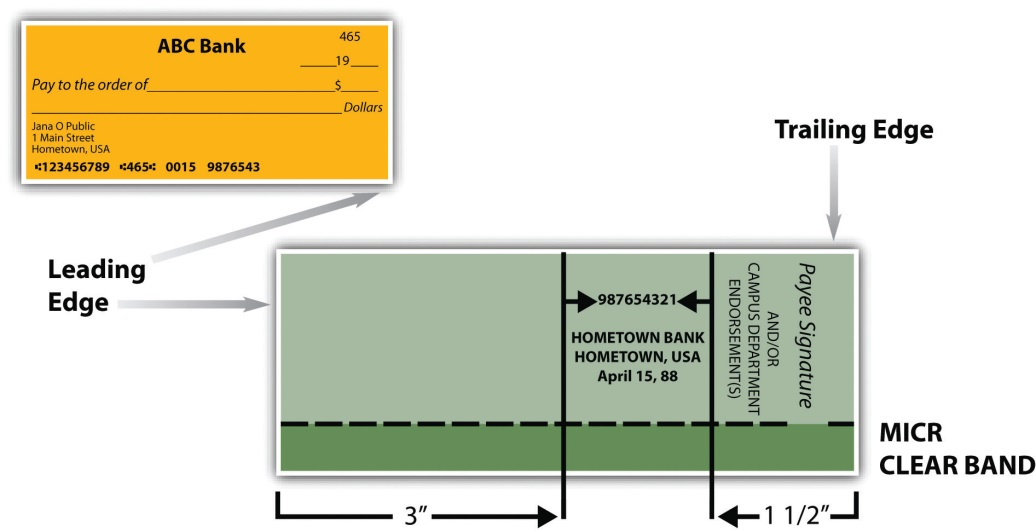 ABC Bank
465
19
Pay to the order of
$
Dollars
Jana O Public
1 Main Street
Hometown, USA
⑆123456789 ⑆465⑆ 0015 9876543
Trailing Edge
Leading
Edge
987654321
HOMETOWN BANK
HOMETOWN, USA
April 15, 88
Payee Signature
AND/OR
CAMPUS DEPARTMENT
ENDORSEMENT(S)
MICR
CLEAR BAND
3”
1 1/2”